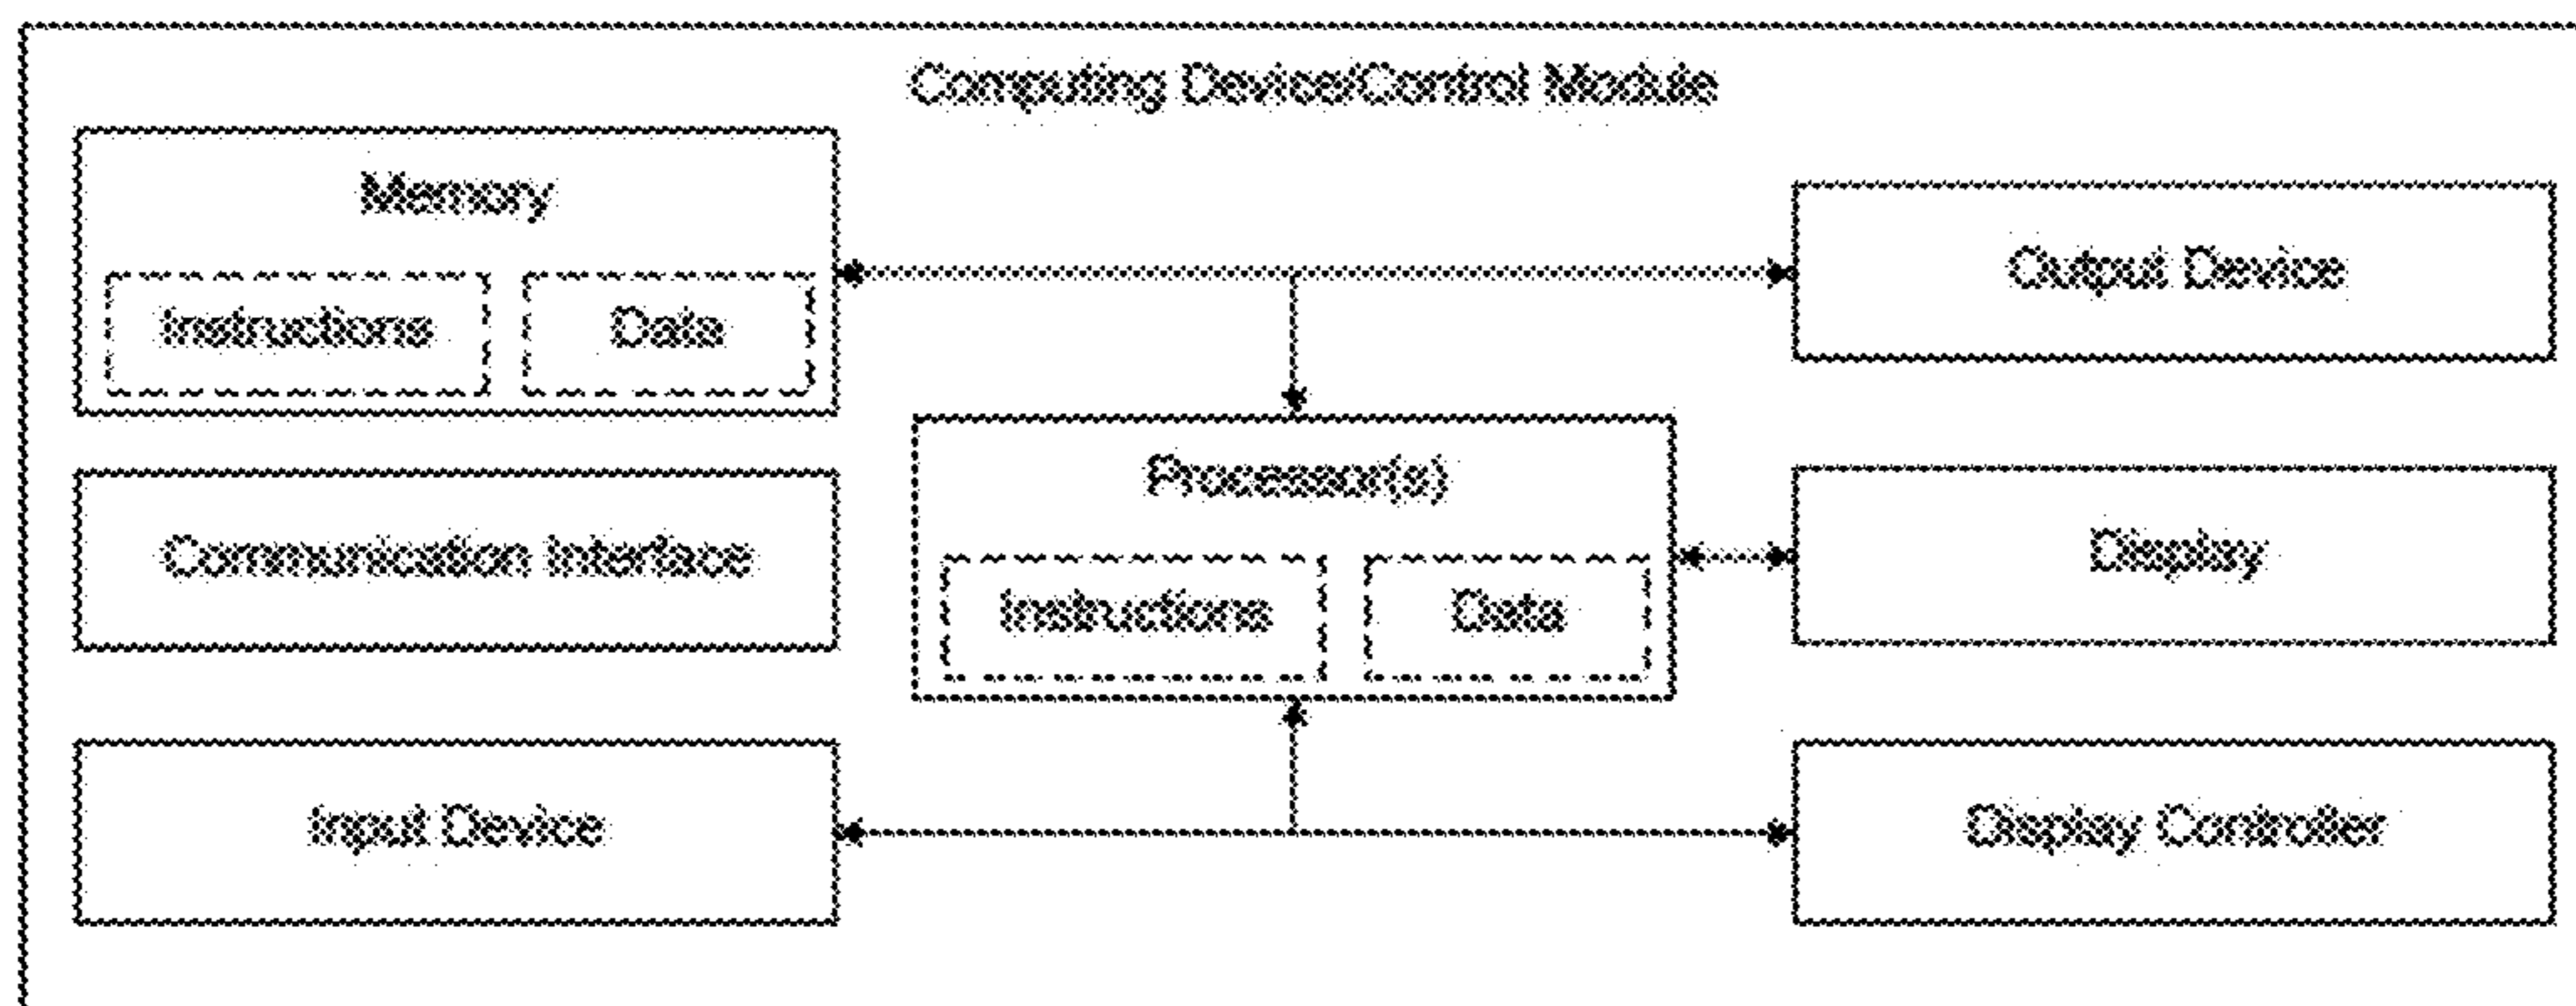 Computing Device/Control Module
Memory
Instructions
Data
Output Device
Processor(s)
Instructions
Data
Communication Interface
Display
Input Device
Display Controller